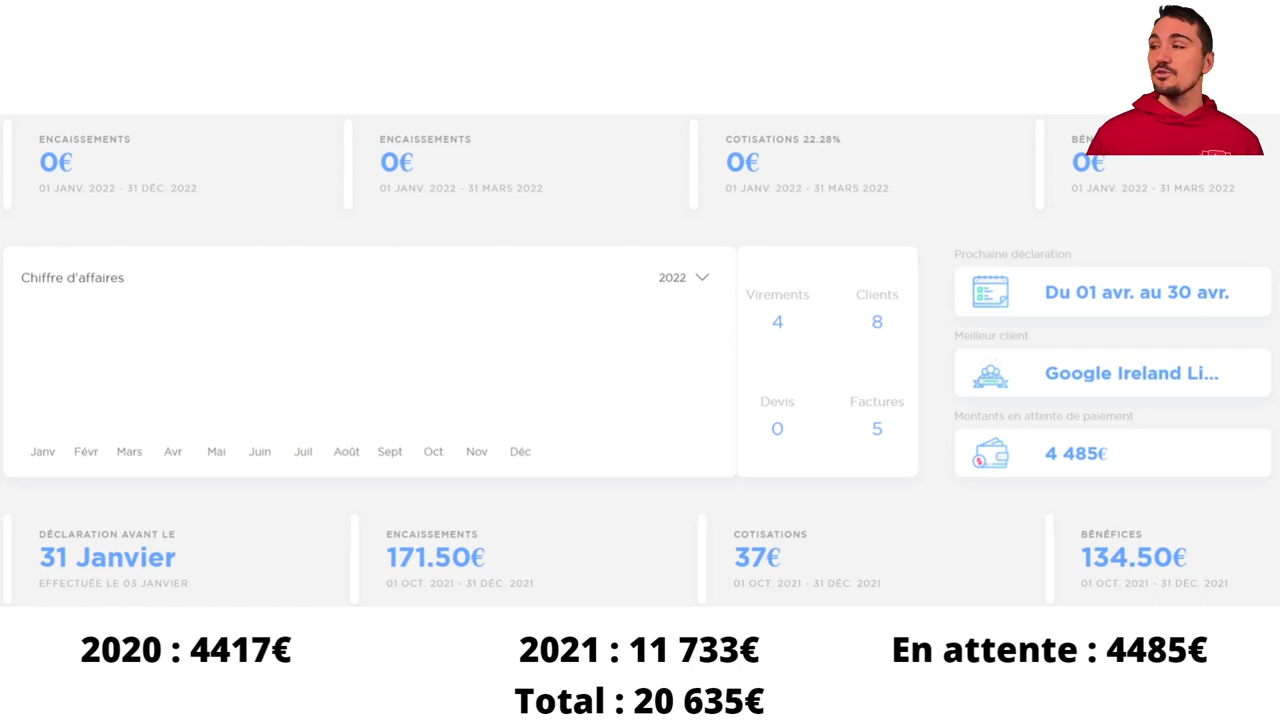 ENCAISSEMENTS
0€
01 JANV. 2022 - 31 DÉC. 2022
ENCAISSEMENTS
0€
01 JANV. 2022 - 31 MARS 2022
COTISATIONS 22.28%
0€
01 JANV. 2022 - 31 MARS 2022
0€
01 JANV. 2022 - 31 MARS 2022
Chiffre d'affaires
2022
Janv Févr Mars Avr Mai Juin Juil Août Sept Oct Nov Déc
Virements Clients
4 8
Devis Factures
0 5
Prochaine déclaration
Du 01 avr. au 30 avr.
Meilleur client
Google Ireland Li...
Montants en attente de paiement
4 485€
DÉCLARATION AVANT LE
31 Janvier
EFFECTUÉE LE 03 JANVIER
ENCAISSEMENTS
171.50€
01 OCT. 2021 - 31 DÉC. 2021
COTISATIONS
37€
01 OCT. 2021 - 31 DÉC. 2021
BÉNÉFICES
134.50€
01 OCT. 2021 - 31 DÉC. 2021
2020 : 4417€
2021 : 11 733€
En attente : 4485€
Total : 20 635€